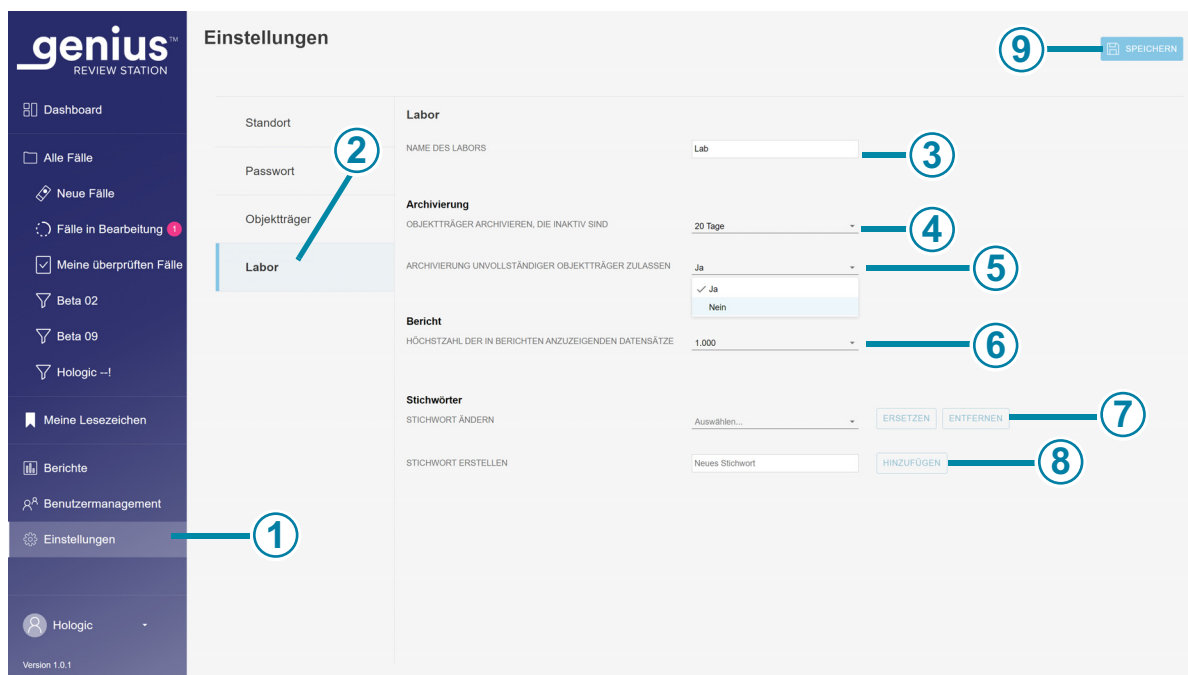 genius™
REVIEW STATION
Dashboard
Alle Fälle
Neue Fälle
Fälle in Bearbeitung 1
Meine überprüften Fälle
Beta 02
Beta 09
Hologic --!
Meine Lesezeichen
Berichte
Benutzermanagement
Einstellungen
1
Hologic
Version 1.0.1
Einstellungen
9
SPEICHERN
Standort
Passwort
Objektträger
Labor
2
Labor
NAME DES LABORS Lab 3
Archivierung
OBJEKTTRÄGER ARCHIVIEREN, DIE INAKTIV SIND 20 Tage 4
ARCHIVIERUNG UNVOLLSTÄNDIGER OBJEKTTRÄGER ZULASSEN Ja 5
Ja
Nein
Bericht
HÖCHSTZAHL DER IN BERICHTEN ANZUZEIGENDEN DATENSÄTZE 1.000 6
Stichwörter
STICHWORT ÄNDERN Auswählen... ERSETZEN ENTFERNEN 7
STICHWORT ERSTELLEN Neues Stichwort HINZUFÜGEN 8